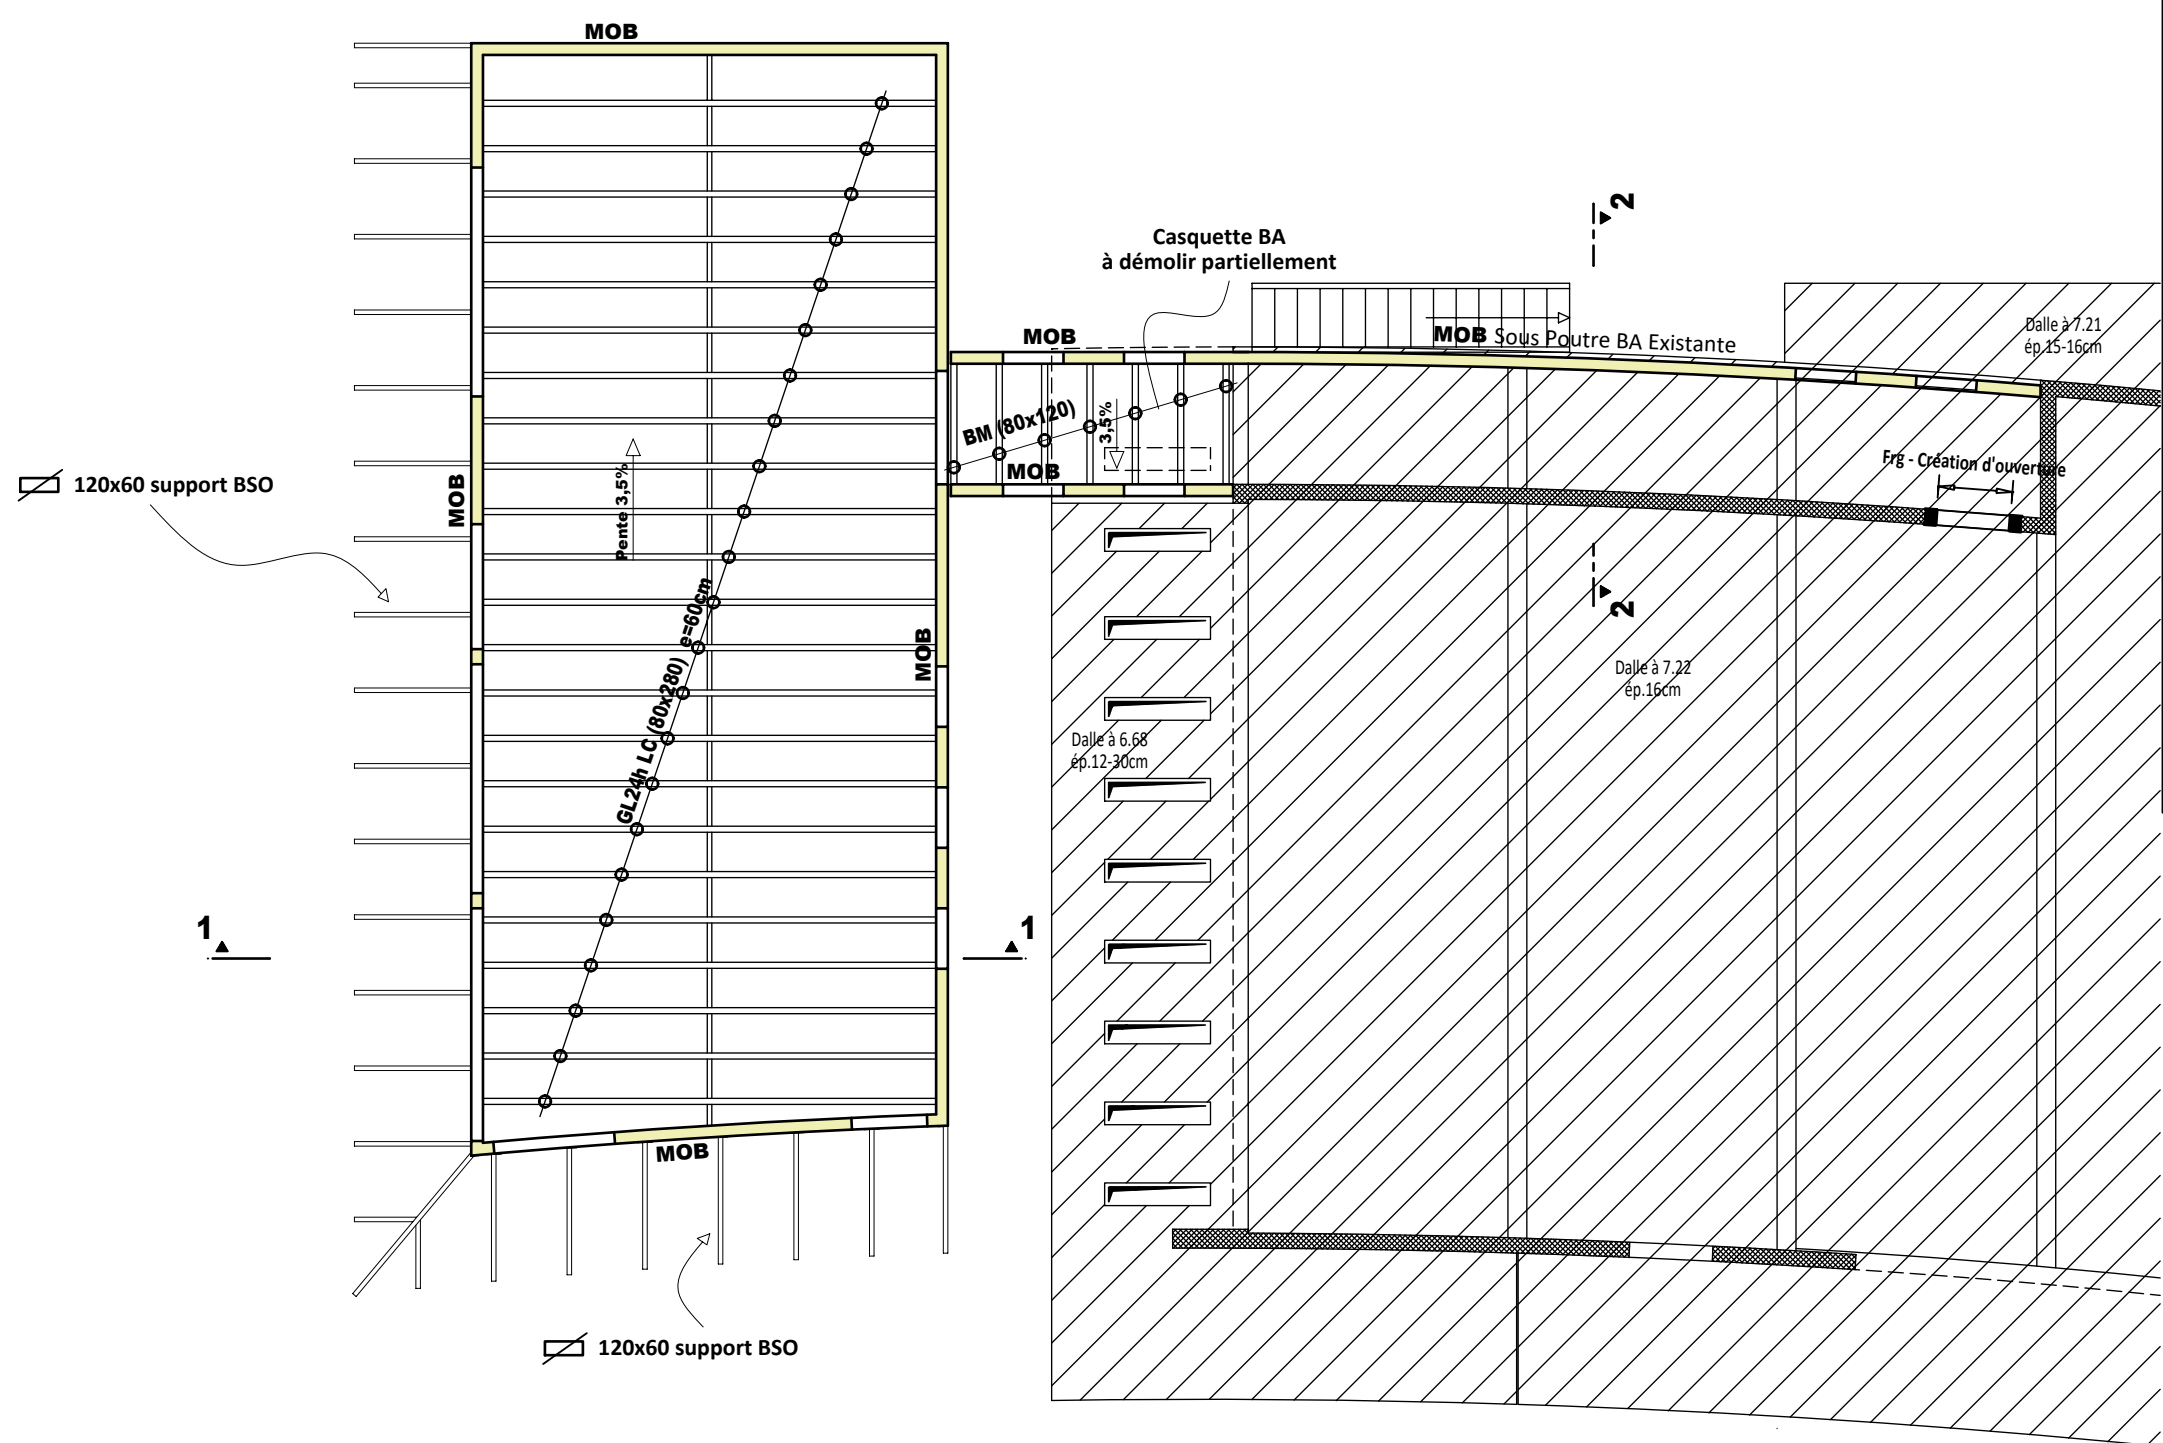 MOB
2
Casquette BA
à démolir partiellement
MOB
MOB Sous Poutre BA Existante
Dalle à 7.21
ép.15-16cm
BM (80x120)
3,5%
MOB
Frg - Création d'ouverture
120x60 support BSO
MOB
Pente 3,5%
2
GL24h LC (80x280) e=60cm
MOB
Dalle à 7.22
ép.16cm
Dalle à 6.68
ép.12-30cm
1
1
MOB
120x60 support BSO